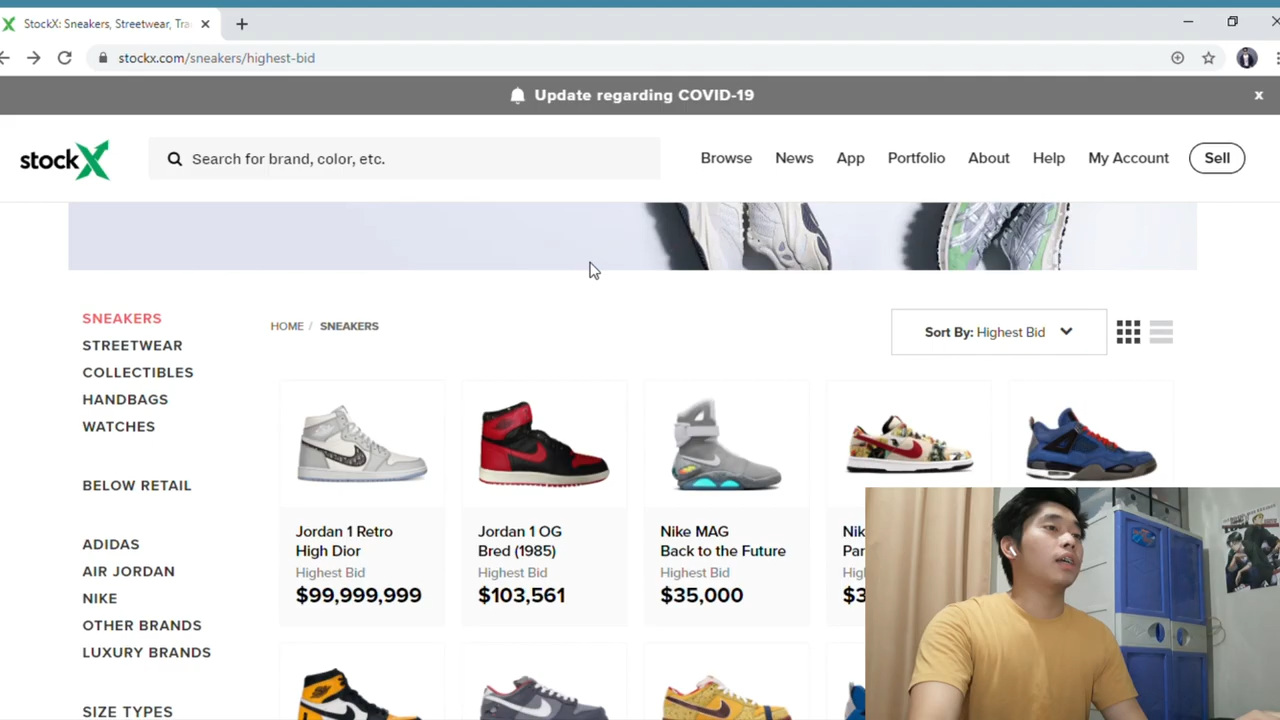 StockX: Sneakers, Streetwear, Tra
stockx.com/sneakers/highest-bid
Update regarding COVID-19
x
stockX
Search for brand, color, etc.
Browse
News
App
Portfolio
About
Help
My Account
Sell
SNEAKERS
STREETWEAR
COLLECTIBLES
HANDBAGS
WATCHES
BELOW RETAIL
ADIDAS
AIR JORDAN
NIKE
OTHER BRANDS
LUXURY BRANDS
SIZE TYPES
HOME / SNEAKERS
Sort By: Highest Bid
Jordan 1 Retro
High Dior
Highest Bid
$99,999,999
Jordan 1 OG
Bred (1985)
Highest Bid
$103,561
Nike MAG
Back to the Future
Highest Bid
$35,000